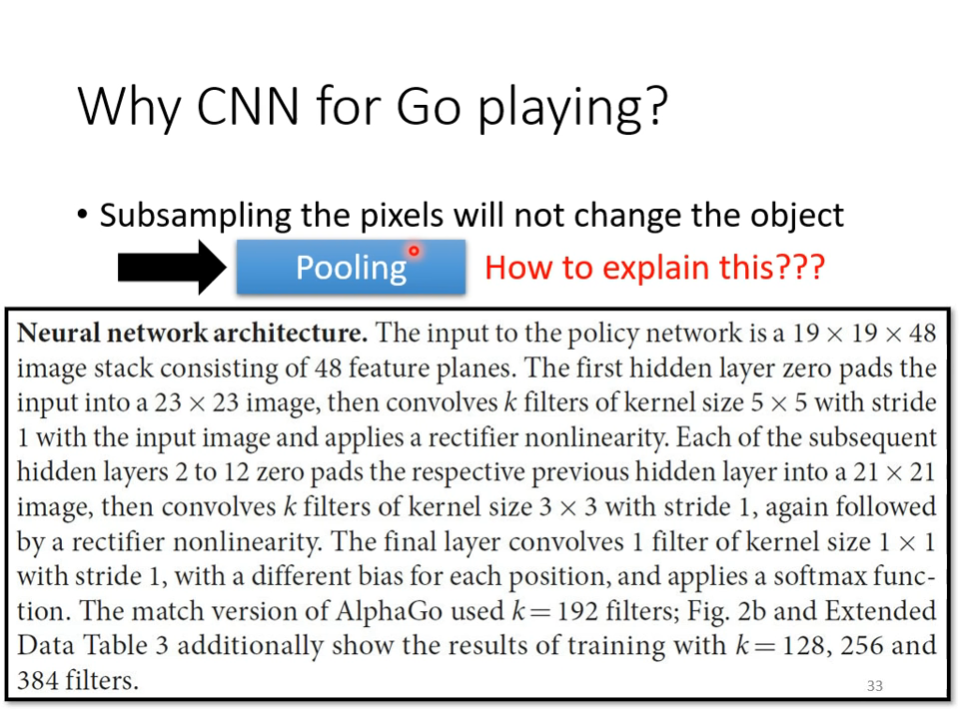 Why CNN for Go playing?
• Subsampling the pixels will not change the object
Pooling How to explain this???
Neural network architecture. The input to the policy network is a 19 × 19 × 48
image stack consisting of 48 feature planes. The first hidden layer zero pads the
input into a 23 × 23 image, then convolves k filters of kernel size 5 × 5 with stride
1 with the input image and applies a rectifier nonlinearity. Each of the subsequent
hidden layers 2 to 12 zero pads the respective previous hidden layer into a 21 × 21
image, then convolves k filters of kernel size 3 × 3 with stride 1, again followed
by a rectifier nonlinearity. The final layer convolves 1 filter of kernel size 1 × 1
with stride 1, with a different bias for each position, and applies a softmax func-
tion. The match version of AlphaGo used k = 192 filters; Fig. 2b and Extended
Data Table 3 additionally show the results of training with k = 128, 256 and
384 filters.
33